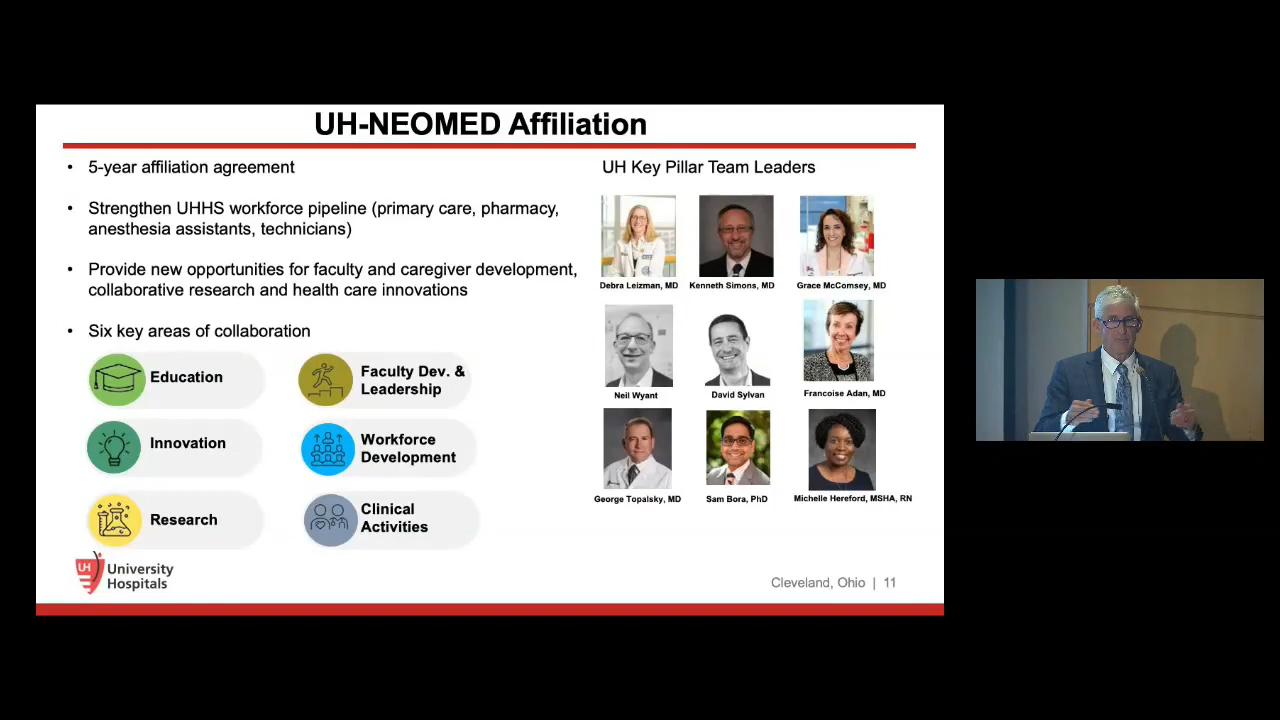 UH-NEOMED Affiliation
• 5-year affiliation agreement
• Strengthen UHHS workforce pipeline (primary care, pharmacy,
anesthesia assistants, technicians)
• Provide new opportunities for faculty and caregiver development,
collaborative research and health care innovations
• Six key areas of collaboration
Education
Faculty Dev. &
Leadership
Innovation
Workforce
Development
Research
Clinical
Activities
UH Key Pillar Team Leaders
Debra Leizman, MD
Kenneth Simons, MD
Grace McComsey, MD
Neil Wyant
David Sylvan
Francoise Adan, MD
George Topalsky, MD
Sam Bora, PhD
Michelle Hereford, MSHA, RN
UH
University
Hospitals
Cleveland, Ohio | 11